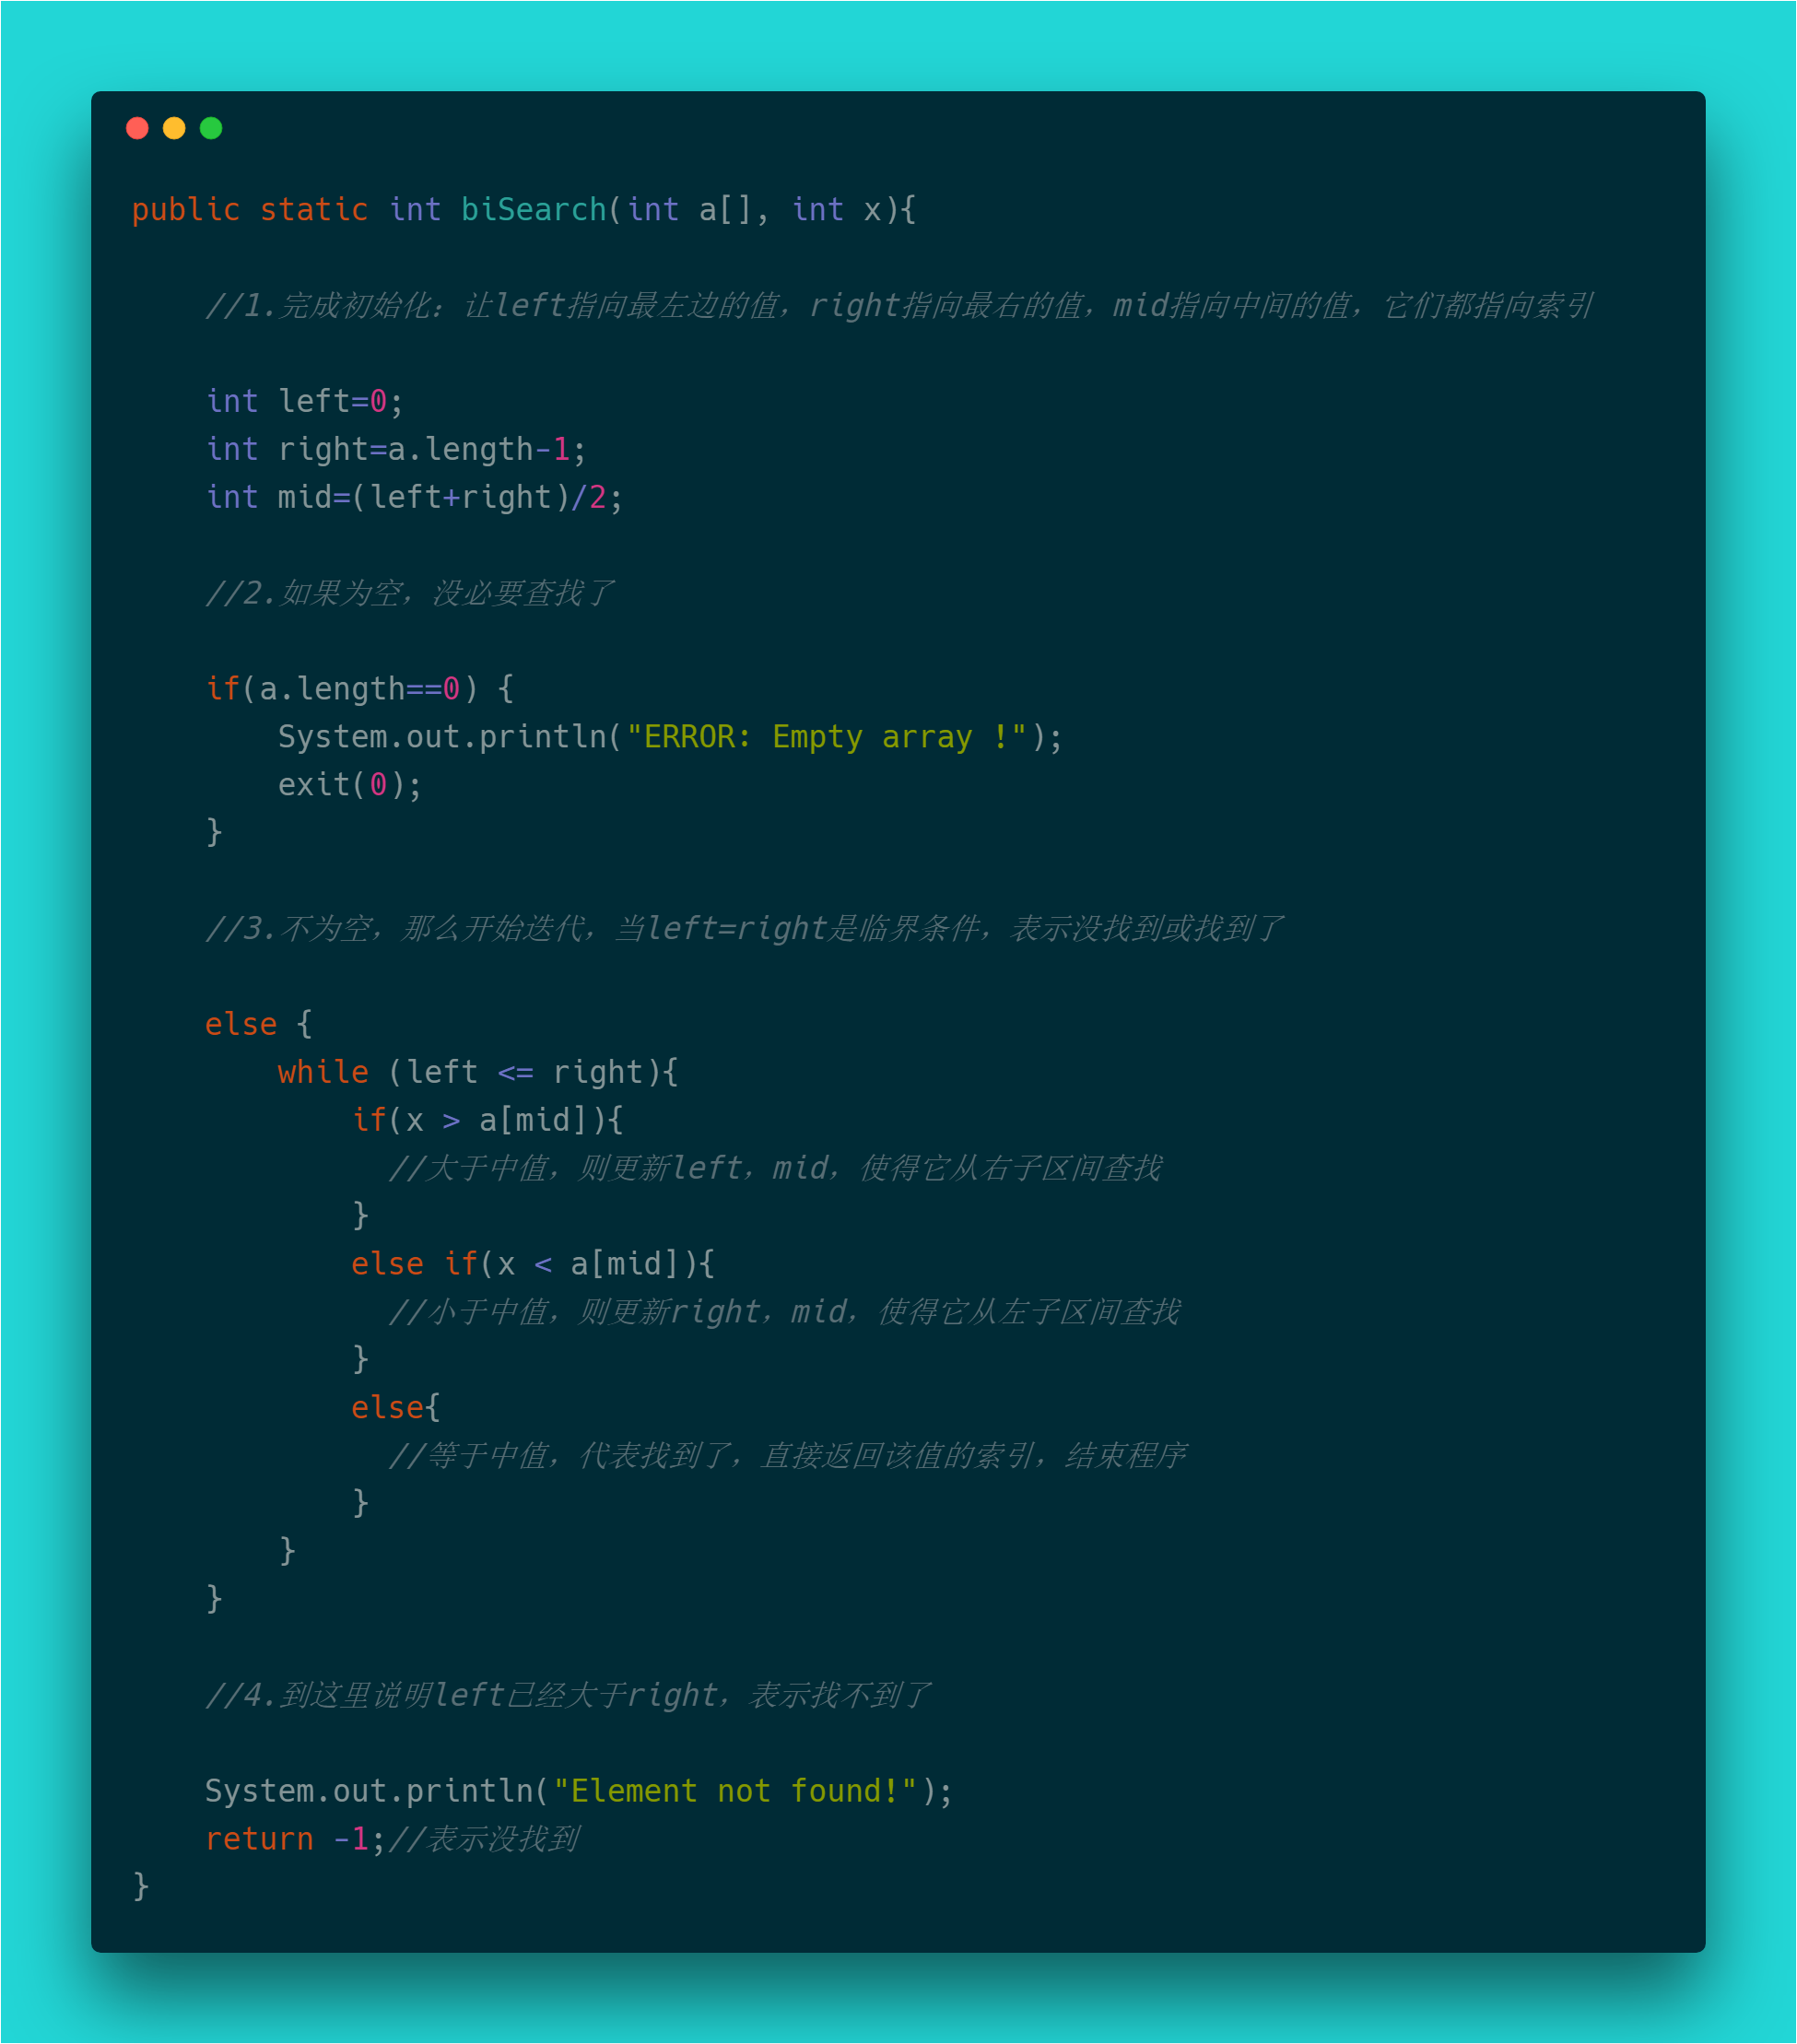 public static int biSearch(int a[], int x){
//1.完成初始化：让left指向最左边的值，right指向最右的值，mid指向中间的值，它们都指向索引
int left=0;
int right=a.length-1;
int mid=(left+right)/2;
//2.如果为空，没必要查找了
if(a.length==0) {
System.out.println("ERROR: Empty array !");
exit(0);
}
//3.不为空，那么开始迭代，当left=right是临界条件，表示没找到或找到了
else {
while (left <= right){
if(x > a[mid]){
//大于中值，则更新left，mid，使得它从右子区间查找
}
else if(x < a[mid]){
//小于中值，则更新right，mid，使得它从左子区间查找
}
else{
//等于中值，代表找到了，直接返回该值的索引，结束程序
}
}
}
//4.到这里说明left已经大于right，表示找不到了
System.out.println("Element not found!");
return -1;//表示没找到
}